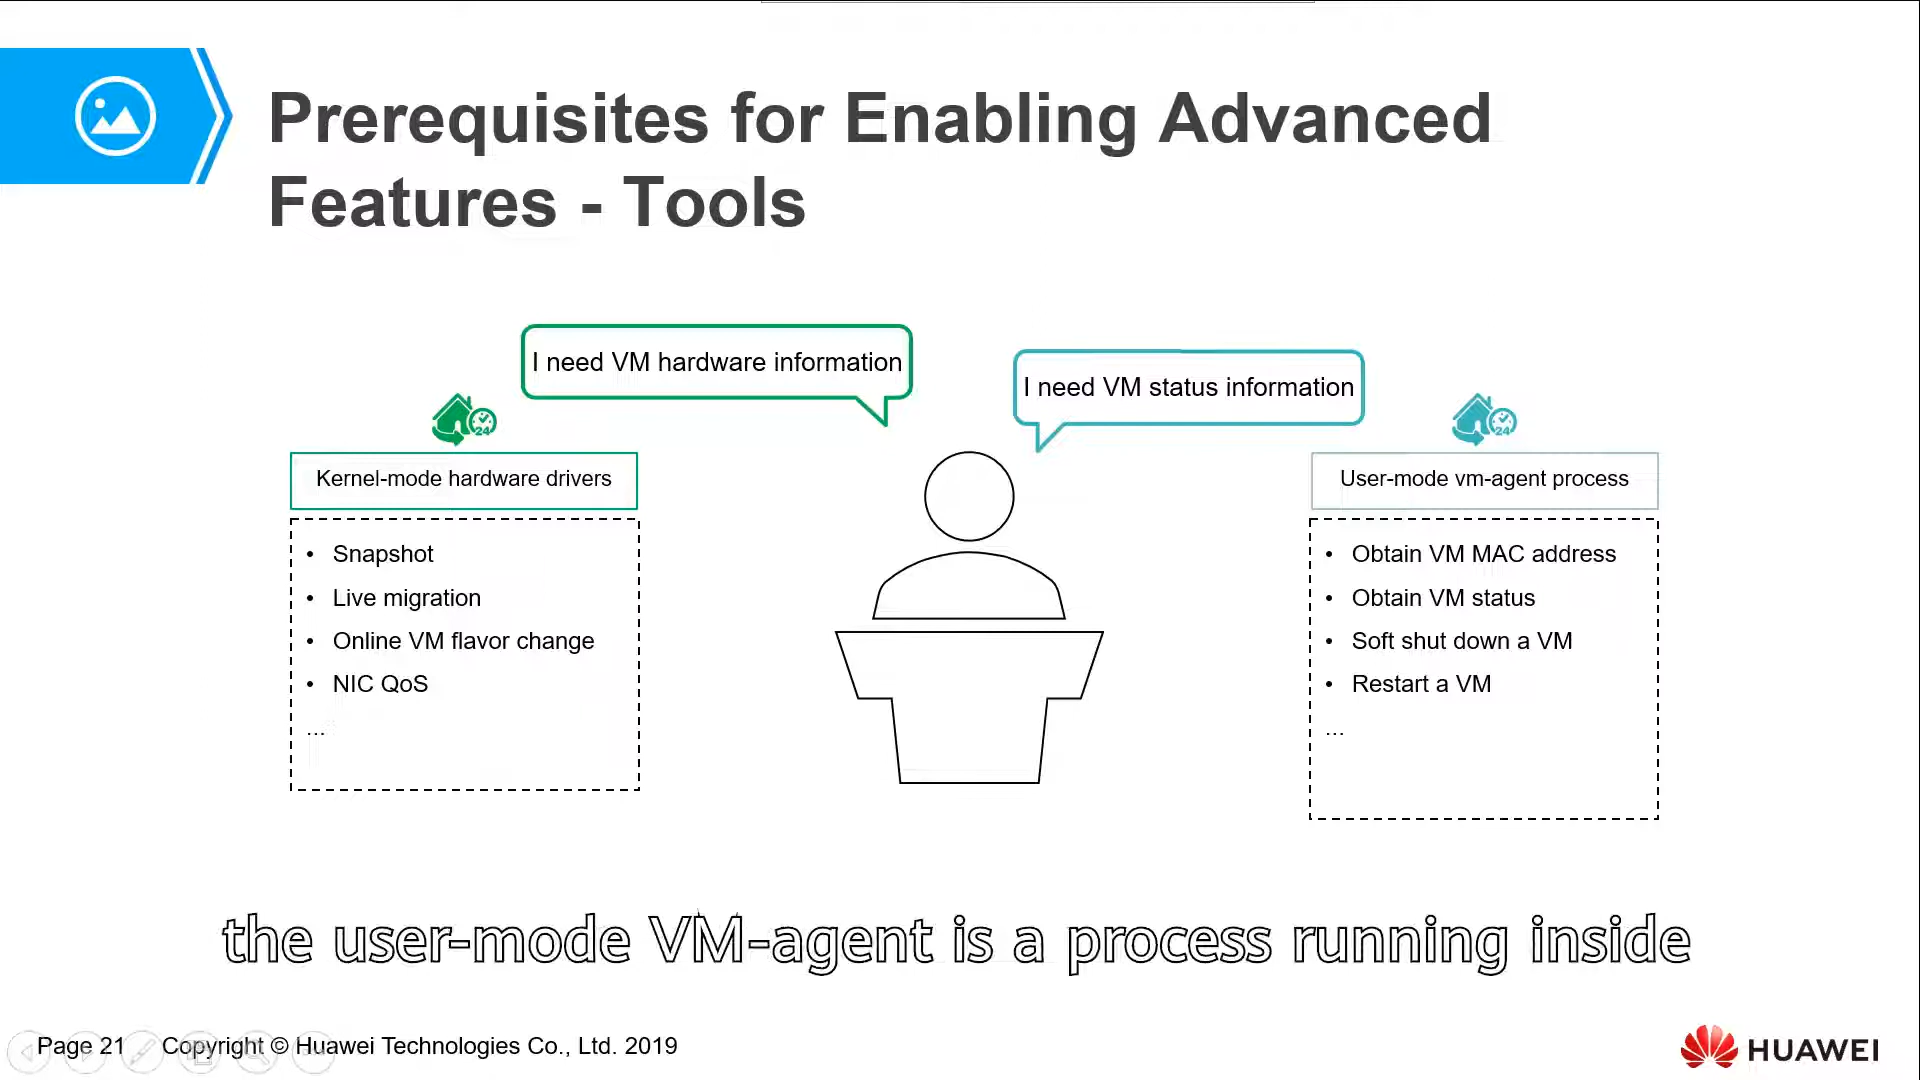 Prerequisites for Enabling Advanced
Features - Tools
I need VM hardware information
I need VM status information
24
24
Kernel-mode hardware drivers
User-mode vm-agent process
• Snapshot
• Live migration
• Online VM flavor change
• NIC QoS
...
• Obtain VM MAC address
• Obtain VM status
• Soft shut down a VM
• Restart a VM
...
the user-mode VM-agent is a process running inside
Page 21 Copyright © Huawei Technologies Co., Ltd. 2019
HUAWEI